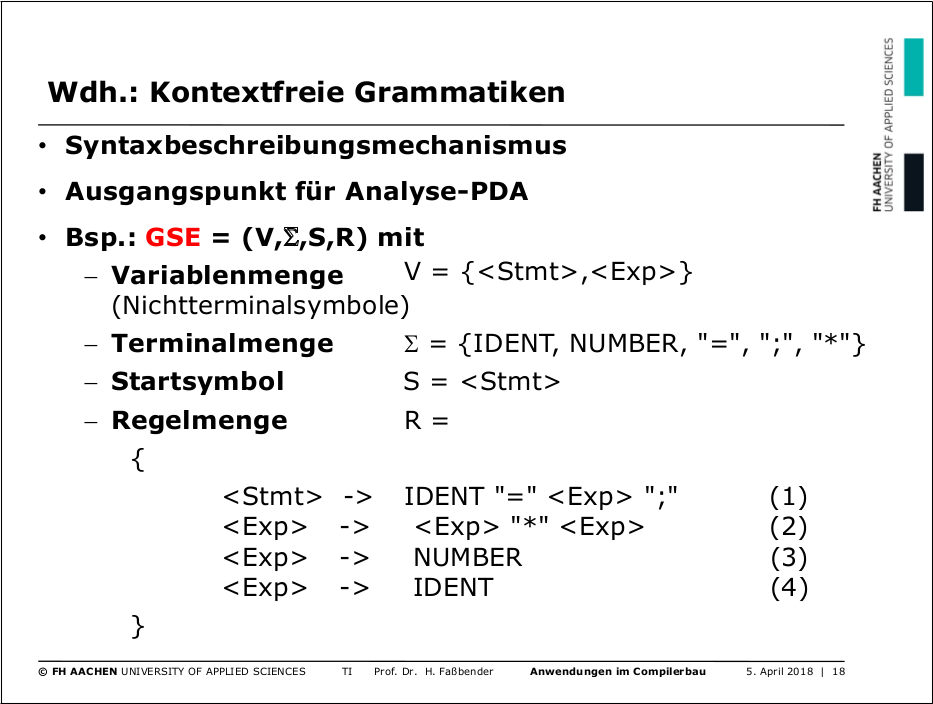 Wdh.: Kontextfreie Grammatiken
FH AACHEN
UNIVERSITY OF APPLIED SCIENCES
• Syntaxbeschreibungsmechanismus
• Ausgangspunkt für Analyse-PDA
• Bsp.: GSE = (V,Σ,S,R) mit
– Variablenmenge V = {<Stmt>,<Exp>}
(Nichtterminalsymbole)
– Terminalmenge Σ = {IDENT, NUMBER, "=", ";", "*"}
– Startsymbol S = <Stmt>
– Regelmenge R =
{
<Stmt> -> IDENT "=" <Exp> ";" (1)
<Exp> -> <Exp> "*" <Exp> (2)
<Exp> -> NUMBER (3)
<Exp> -> IDENT (4)
}
© FH AACHEN UNIVERSITY OF APPLIED SCIENCES TI Prof. Dr. H. Faßbender Anwendungen im Compilerbau 5. April 2018 | 18